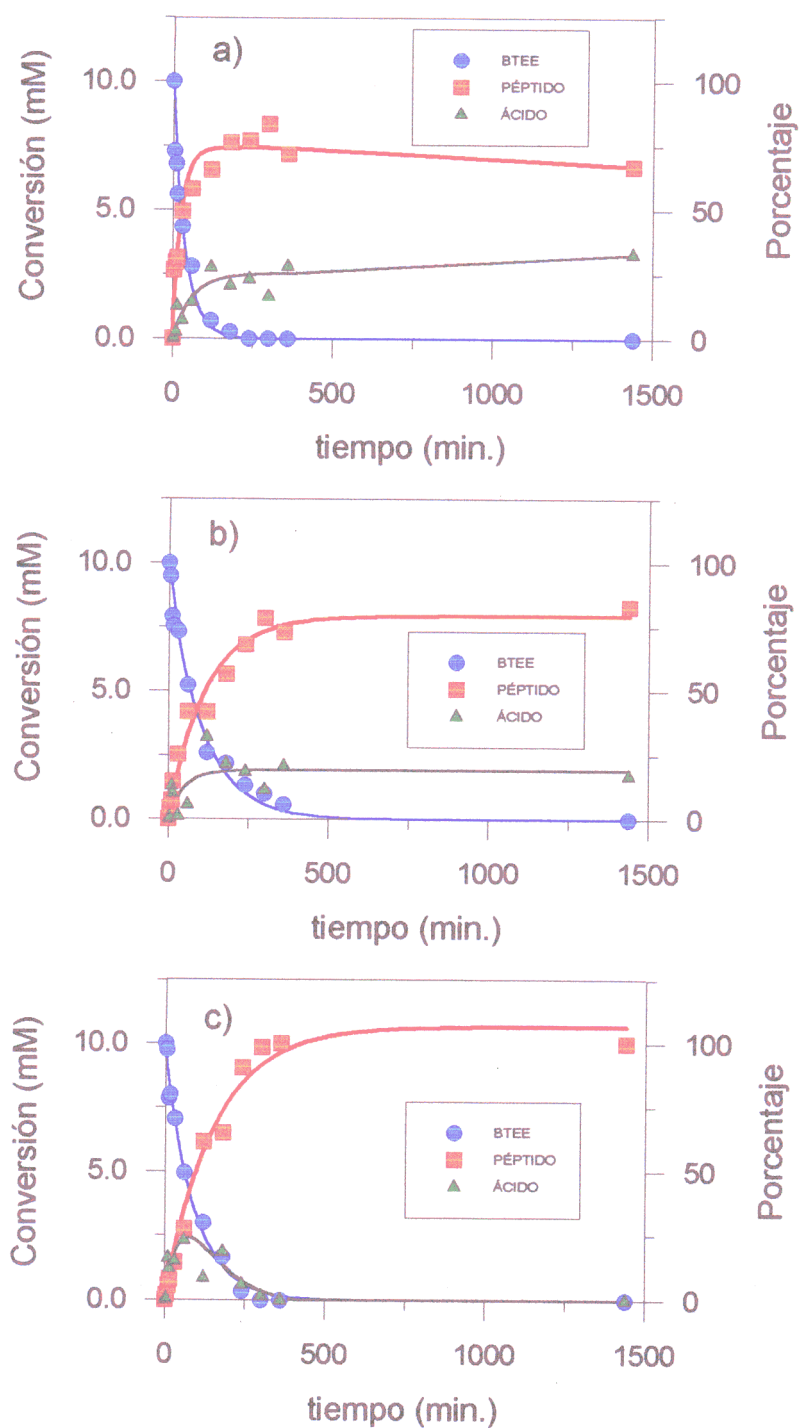 a)
BTEE
PÉPTIDO
ÁCIDO
Conversión (mM)
10.0
5.0
0.0
Porcentaje
100
50
0
0
500
1000
1500
tiempo (min.)
b)
BTEE
PÉPTIDO
ÁCIDO
Conversión (mM)
10.0
5.0
0.0
Porcentaje
100
50
0
0
500
1000
1500
tiempo (min.)
c)
BTEE
PÉPTIDO
ÁCIDO
Conversión (mM)
10.0
5.0
0.0
Porcentaje
100
50
0
0
500
1000
1500
tiempo (min.)